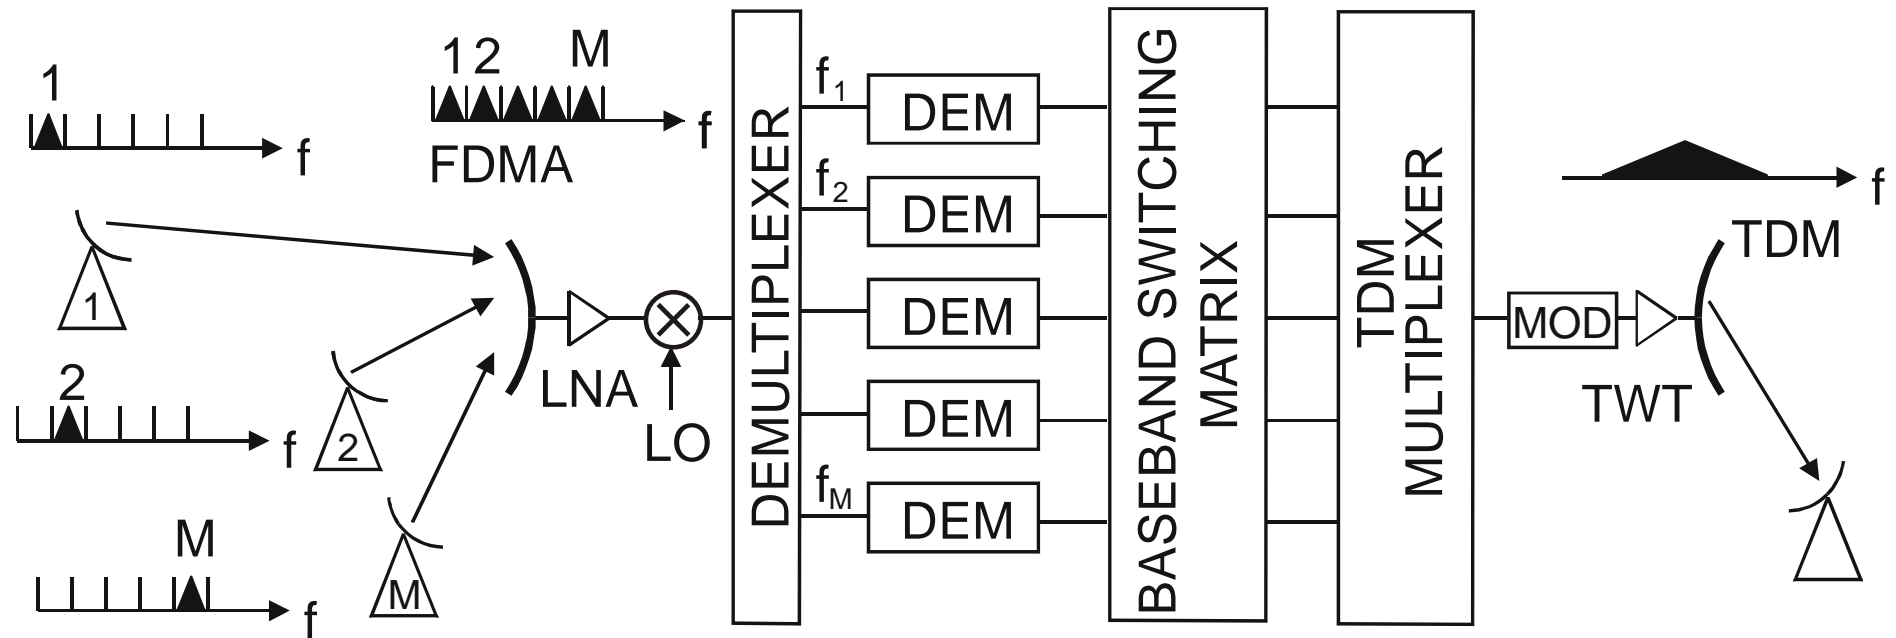 1
f
1 2 M
f
FDMA
1
2
f
2
M
f
M
LNA
LO
DEMULTIPLEXER
f1
DEM
f2
DEM
DEM
DEM
fM
DEM
BASEBAND SWITCHING
MATRIX
TDM
MULTIPLEXER
MOD
TWT
f
TDM